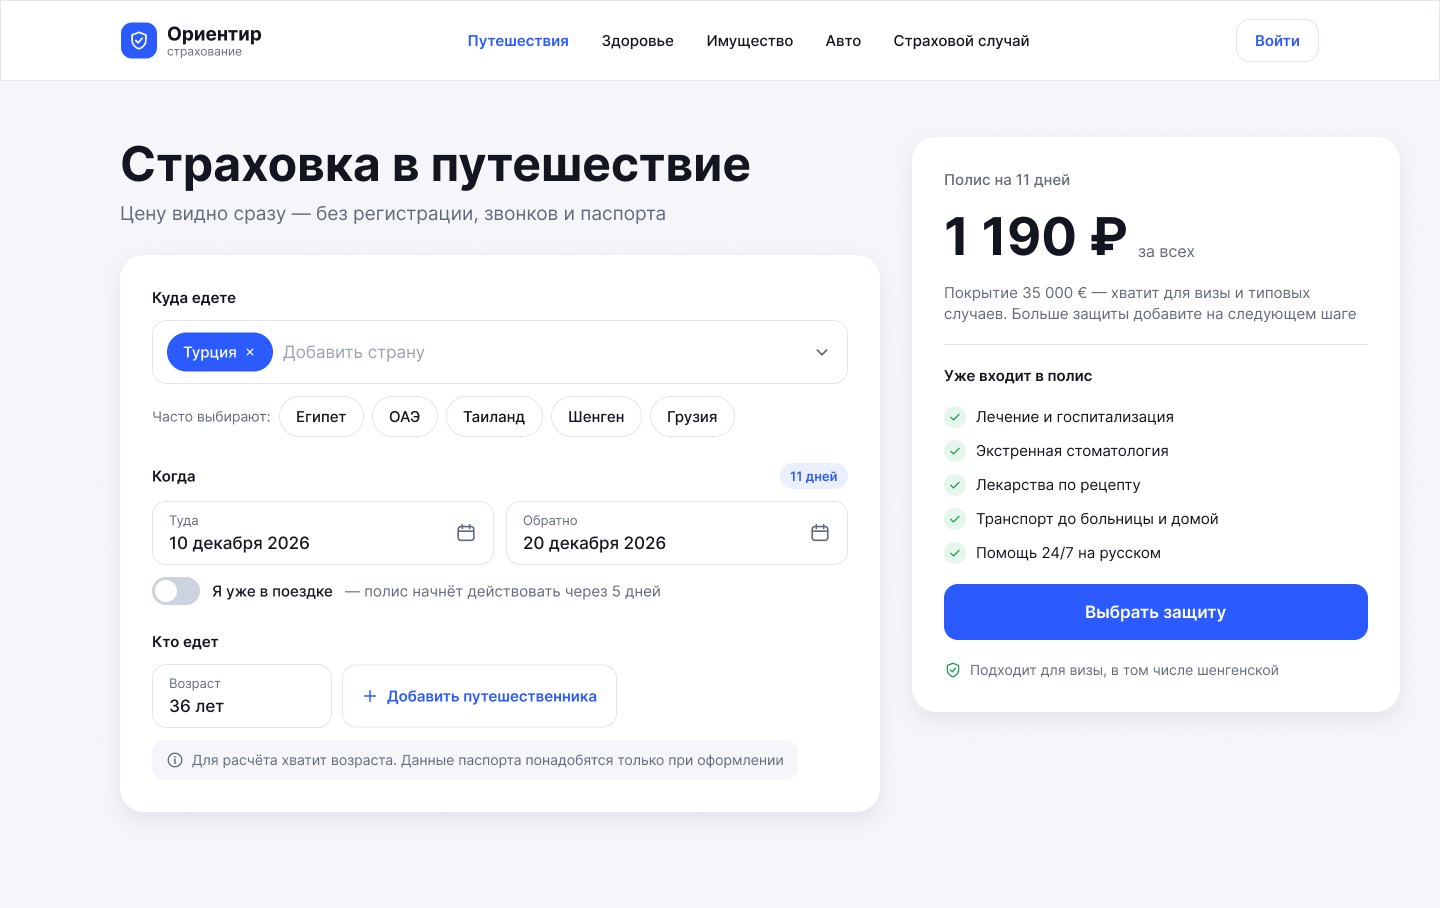 Ориентир
страхование
Путешествия
Здоровье
Имущество
Авто
Страховой случай
Войти
Страховка в путешествие
Цену видно сразу — без регистрации, звонков и паспорта
Куда едете
Турция ×
Добавить страну
Часто выбирают:
Египет
ОАЭ
Таиланд
Шенген
Грузия
Когда
11 дней
Туда
10 декабря 2026
Обратно
20 декабря 2026
Я уже в поездке — полис начнёт действовать через 5 дней
Кто едет
Возраст
36 лет
+ Добавить путешественника
Для расчёта хватит возраста. Данные паспорта понадобятся только при оформлении
Полис на 11 дней
1 190 ₽ за всех
Покрытие 35 000 € — хватит для визы и типовых
случаев. Больше защиты добавите на следующем шаге
Уже входит в полис
Лечение и госпитализация
Экстренная стоматология
Лекарства по рецепту
Транспорт до больницы и домой
Помощь 24/7 на русском
Выбрать защиту
Подходит для визы, в том числе шенгенской